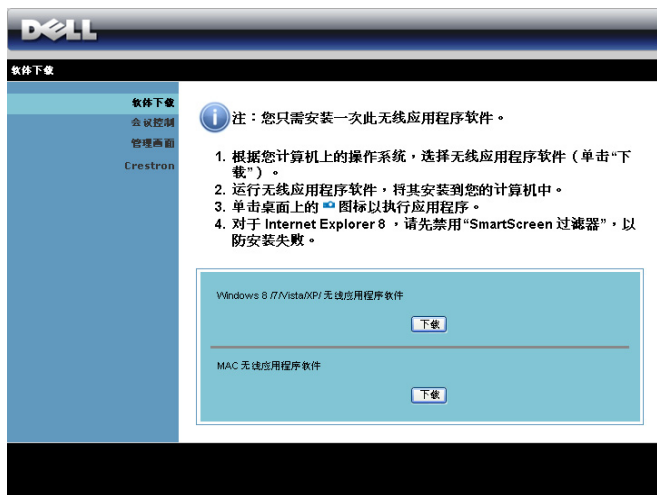 DELL
软件下载
软件下载
会议控制
管理画面
Crestron
注：您只需安装一次此无线应用程序软件。
1. 根据您计算机上的操作系统，选择无线应用程序软件（单击“下
载”）。
2. 运行无线应用程序软件，将其安装到您的计算机中。
3. 单击桌面上的 图标以执行应用程序。
4. 对于 Internet Explorer 8 ，请先禁用“SmartScreen 过滤器”，以
防安装失败。
Windows 8 /7/Vista/XP/ 无线应用程序软件
下载
MAC 无线应用程序软件
下载